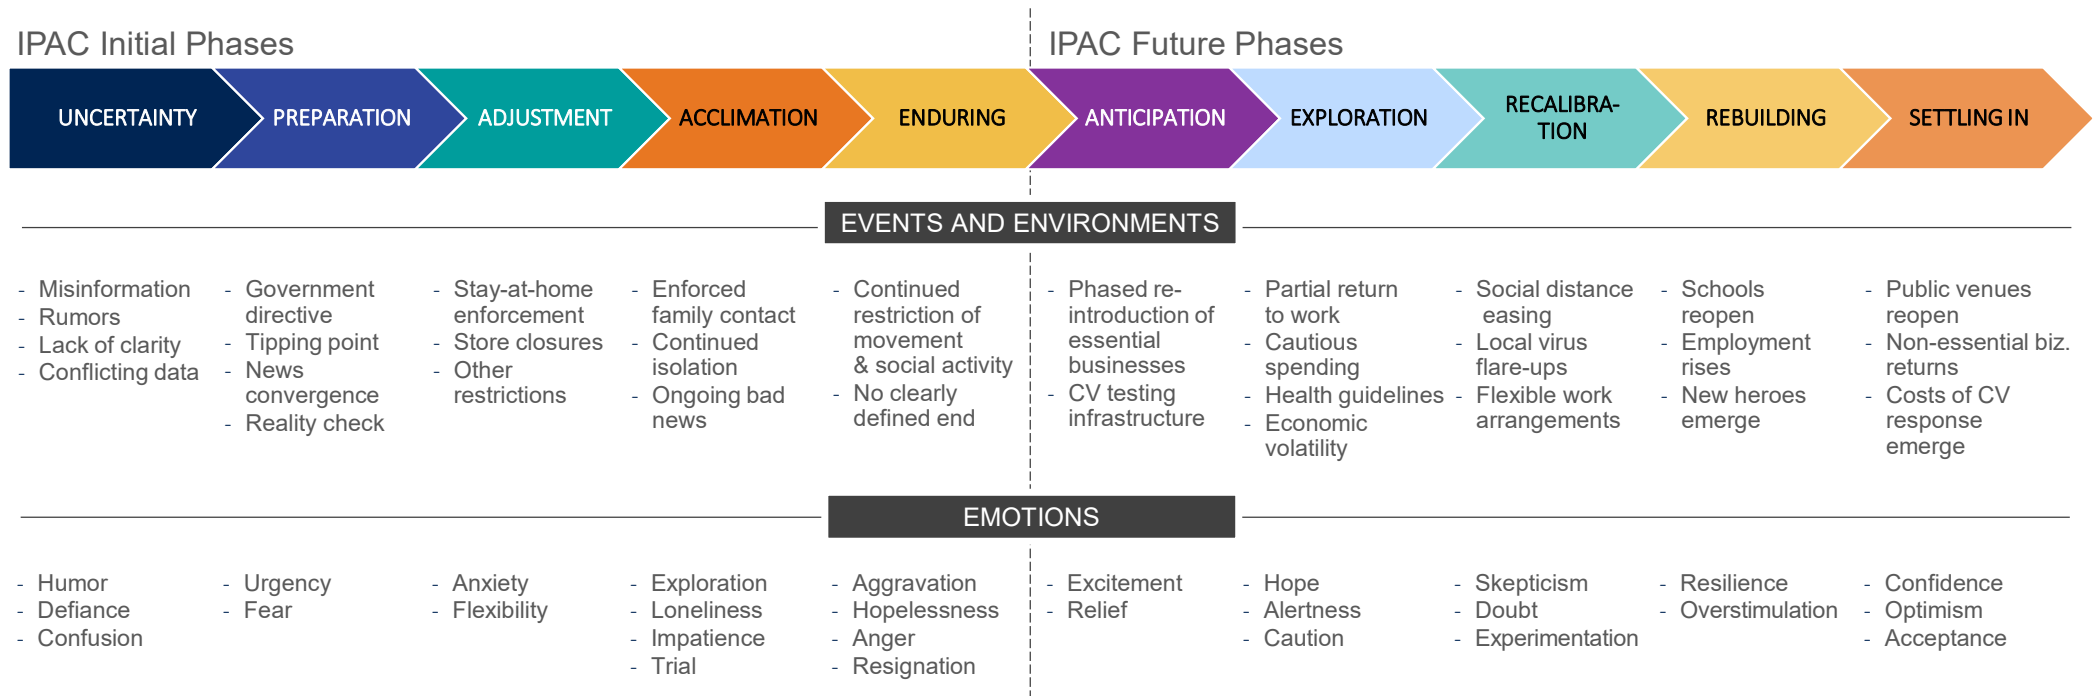 IPAC Initial Phases
IPAC Future Phases
UNCERTAINTY
PREPARATION
ADJUSTMENT
ACCLIMATION
ENDURING
ANTICIPATION
EXPLORATION
RECALIBRA-
TION
REBUILDING
SETTLING IN
EVENTS AND ENVIRONMENTS
- Misinformation
- Rumors
- Lack of clarity
- Conflicting data
- Government
directive
- Tipping point
- News
convergence
- Reality check
- Stay-at-home
enforcement
- Store closures
- Other
restrictions
- Enforced
family contact
- Continued
isolation
- Ongoing bad
news
- Continued
restriction of
movement
& social activity
- No clearly
defined end
- Phased re-
introduction of
essential
businesses
- CV testing
infrastructure
- Partial return
to work
- Cautious
spending
- Health guidelines
- Economic
volatility
- Social distance
easing
- Local virus
flare-ups
- Flexible work
arrangements
- Schools
reopen
- Employment
rises
- New heroes
emerge
- Public venues
reopen
- Non-essential biz.
returns
- Costs of CV
response
emerge
EMOTIONS
- Humor
- Defiance
- Confusion
- Urgency
- Fear
- Anxiety
- Flexibility
- Exploration
- Loneliness
- Impatience
- Trial
- Aggravation
- Hopelessness
- Anger
- Resignation
- Excitement
- Relief
- Hope
- Alertness
- Caution
- Skepticism
- Doubt
- Experimentation
- Resilience
- Overstimulation
- Confidence
- Optimism
- Acceptance